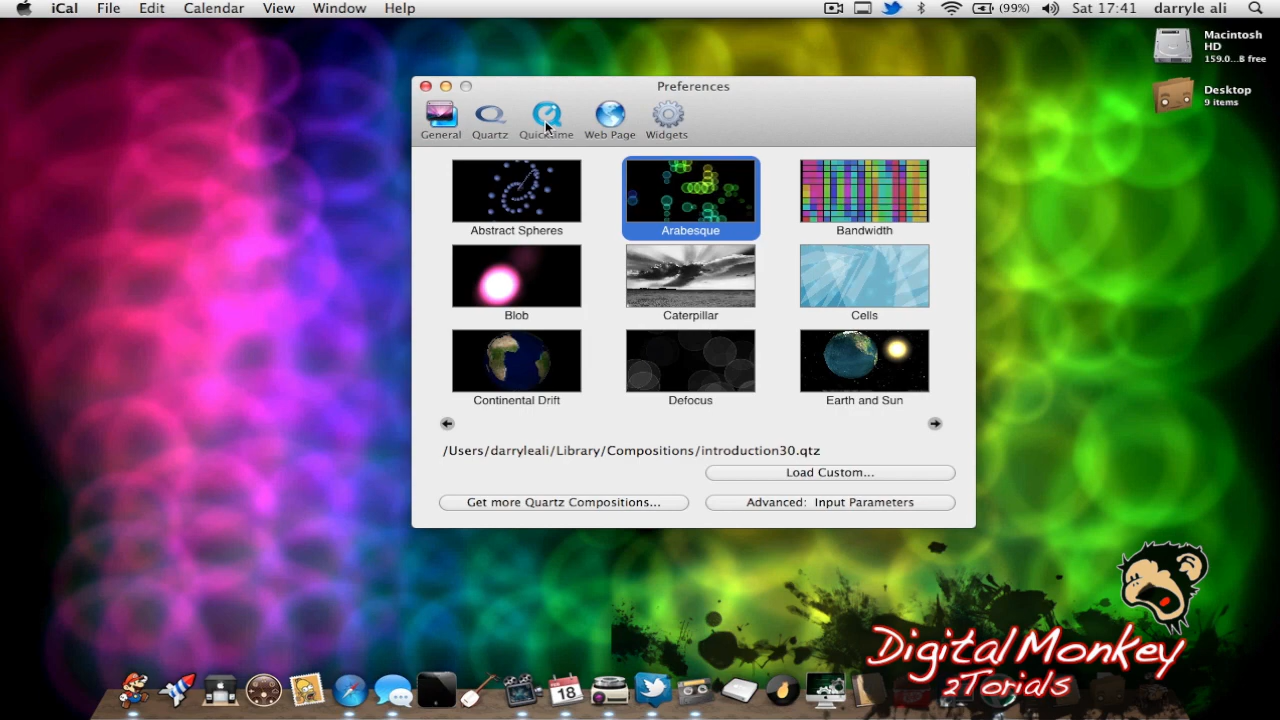 iCal File Edit Calendar View Window Help (99%) Sat 17:41 darryle ali
Macintosh
HD
159.0...B free
Desktop
9 items
Preferences
General Quartz QuickTime Web Page Widgets
Abstract Spheres Arabesque Bandwidth
Blob Caterpillar Cells
Continental Drift Defocus Earth and Sun
/Users/darryleali/Library/Compositions/introduction30.qtz
Load Custom...
Get more Quartz Compositions... Advanced: Input Parameters
Digital Monkey
2Torials
18